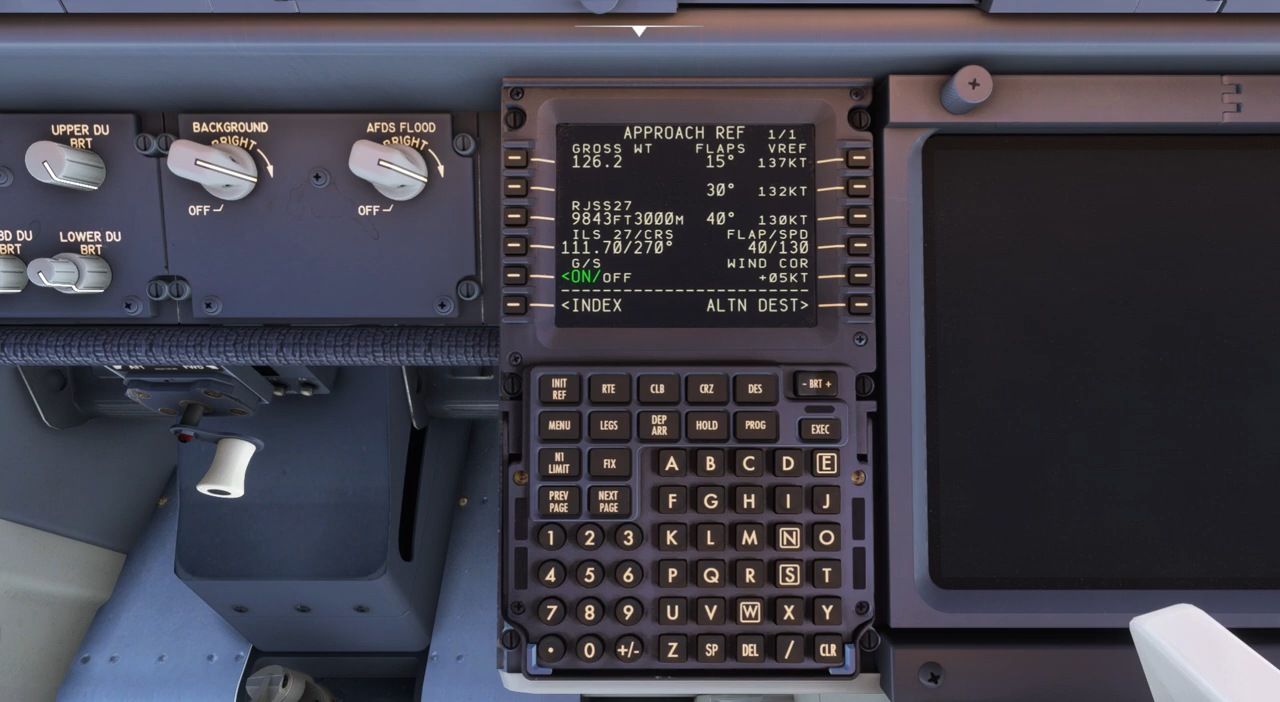 UPPER DU
BRT
BACKGROUND
BRIGHT
OFF
AFDS FLOOD
BRIGHT
OFF
BD DU
BRT
LOWER DU
BRT
APPROACH REF 1/1
GROSS WT FLAPS VREF
126.2 15° 137KT
30° 132KT
RJSS27
9843FT3000M 40° 130KT
ILS 27/CRS FLAP/SPD
111.70/270° 40/130
G/S WIND COR
<ON/OFF +05KT
--------------------------
<INDEX ALTN DEST>
INIT REF RTE CLB CRZ DES - BRT +
MENU LEGS DEP ARR HOLD PROG EXEC
N1 LIMIT FIX A B C D E
PREV PAGE NEXT PAGE F G H I J
1 2 3 K L M N O
4 5 6 P Q R S T
7 8 9 U V W X Y
. 0 +/- Z SP DEL / CLR